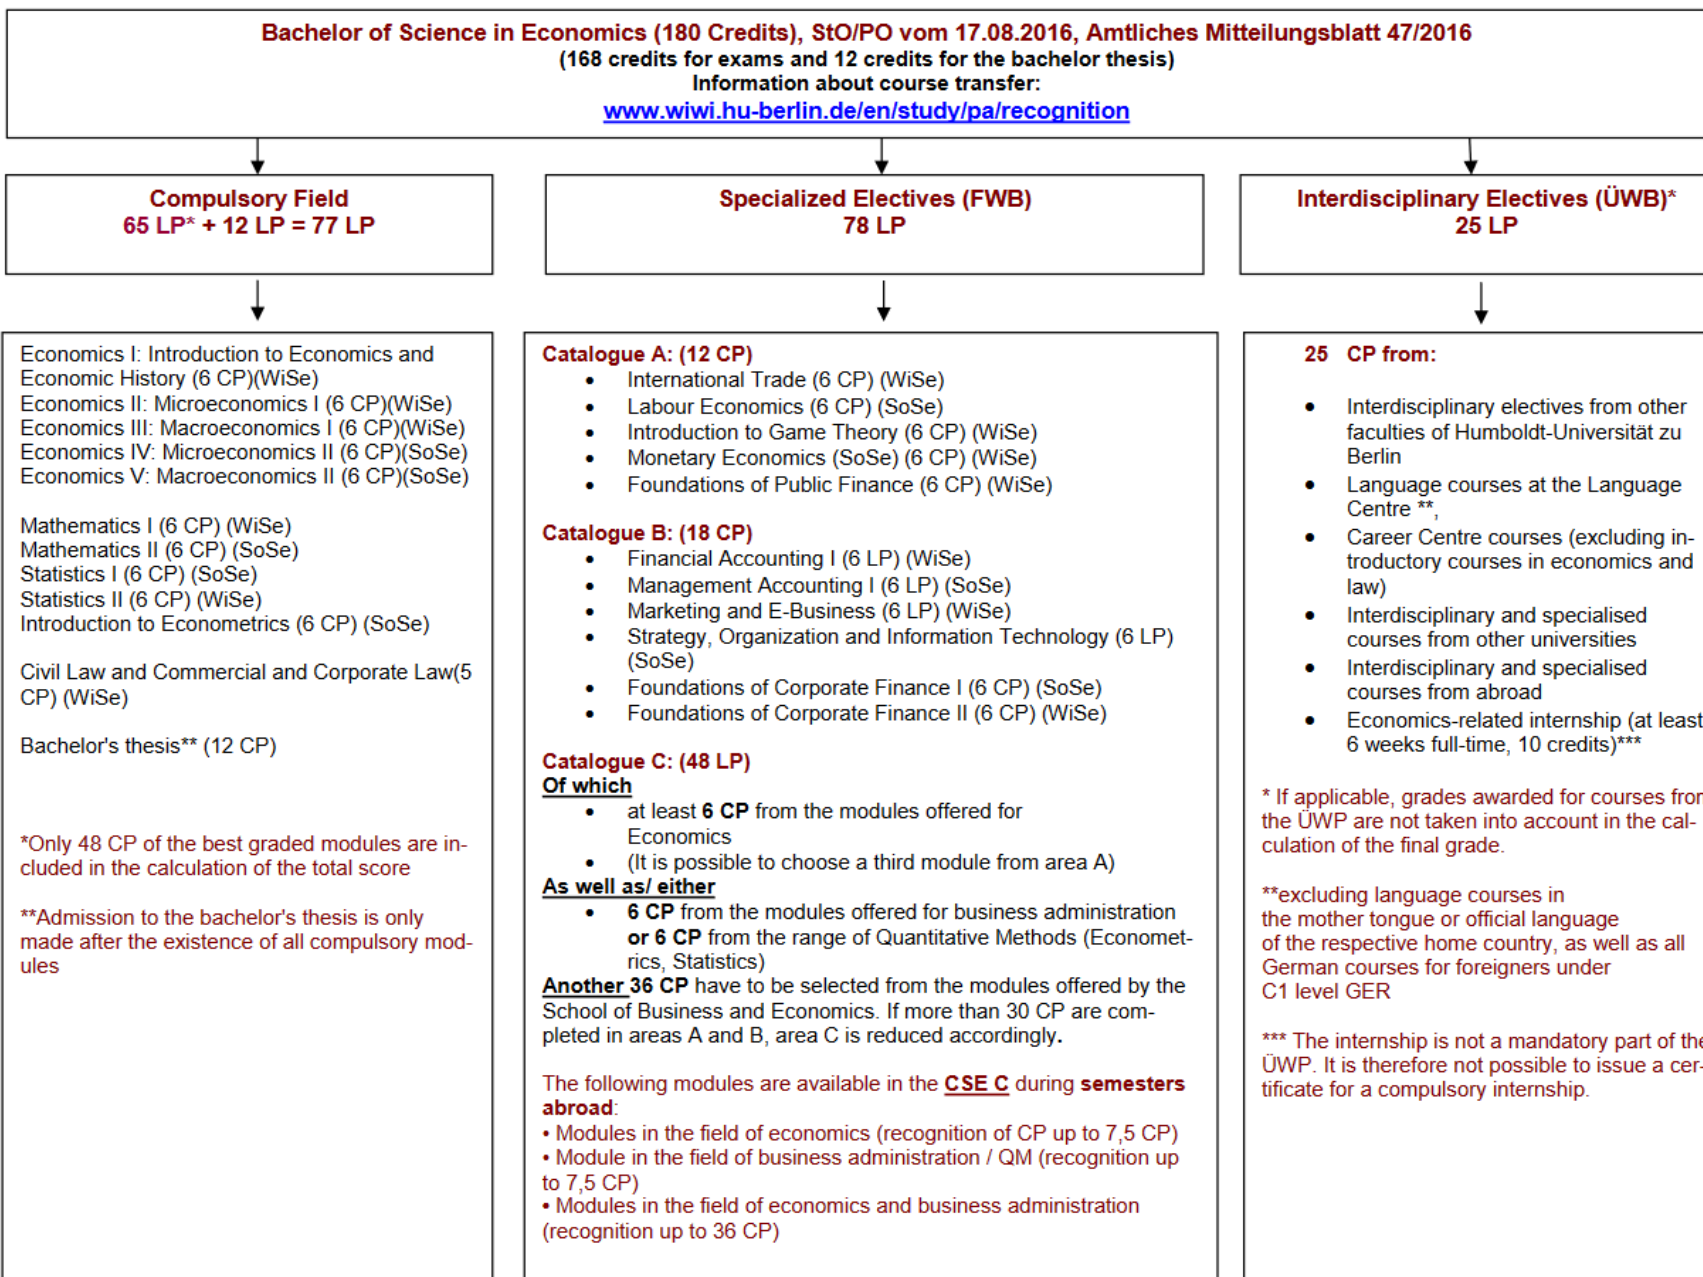 Bachelor of Science in Economics (180 Credits), StO/PO vom 17.08.2016, Amtliches Mitteilungsblatt 47/2016
(168 credits for exams and 12 credits for the bachelor thesis)
Information about course transfer:
www.wiwi.hu-berlin.de/en/study/pa/recognition
Compulsory Field
65 LP* + 12 LP = 77 LP
Specialized Electives (FWB)
78 LP
Interdisciplinary Electives (ÜWB)*
25 LP
Economics I: Introduction to Economics and
Economic History (6 CP)(WiSe)
Economics II: Microeconomics I (6 CP)(WiSe)
Economics III: Macroeconomics I (6 CP)(WiSe)
Economics IV: Microeconomics II (6 CP)(SoSe)
Economics V: Macroeconomics II (6 CP)(SoSe)
Mathematics I (6 CP) (WiSe)
Mathematics II (6 CP) (SoSe)
Statistics I (6 CP) (SoSe)
Statistics II (6 CP) (WiSe)
Introduction to Econometrics (6 CP) (SoSe)
Civil Law and Commercial and Corporate Law(5
CP) (WiSe)
Bachelor's thesis** (12 CP)
*Only 48 CP of the best graded modules are in-
cluded in the calculation of the total score
**Admission to the bachelor's thesis is only
made after the existence of all compulsory mod-
ules
Catalogue A: (12 CP)
• International Trade (6 CP) (WiSe)
• Labour Economics (6 CP) (SoSe)
• Introduction to Game Theory (6 CP) (WiSe)
• Monetary Economics (SoSe) (6 CP) (WiSe)
• Foundations of Public Finance (6 CP) (WiSe)
Catalogue B: (18 CP)
• Financial Accounting I (6 LP) (WiSe)
• Management Accounting I (6 LP) (SoSe)
• Marketing and E-Business (6 LP) (WiSe)
• Strategy, Organization and Information Technology (6 LP)
(SoSe)
• Foundations of Corporate Finance I (6 CP) (SoSe)
• Foundations of Corporate Finance II (6 CP) (WiSe)
Catalogue C: (48 LP)
Of which
• at least 6 CP from the modules offered for
Economics
• (It is possible to choose a third module from area A)
As well as/ either
• 6 CP from the modules offered for business administration
or 6 CP from the range of Quantitative Methods (Economet-
rics, Statistics)
Another 36 CP have to be selected from the modules offered by the
School of Business and Economics. If more than 30 CP are com-
pleted in areas A and B, area C is reduced accordingly.
The following modules are available in the CSE C during semesters
abroad:
• Modules in the field of economics (recognition of CP up to 7,5 CP)
• Module in the field of business administration / QM (recognition up
to 7,5 CP)
• Modules in the field of economics and business administration
(recognition up to 36 CP)
25 CP from:
• Interdisciplinary electives from other
faculties of Humboldt-Universität zu
Berlin
• Language courses at the Language
Centre **,
• Career Centre courses (excluding in-
troductory courses in economics and
law)
• Interdisciplinary and specialised
courses from other universities
• Interdisciplinary and specialised
courses from abroad
• Economics-related internship (at least
6 weeks full-time, 10 credits)***
* If applicable, grades awarded for courses from
the ÜWP are not taken into account in the cal-
culation of the final grade.
**excluding language courses in
the mother tongue or official language
of the respective home country, as well as all
German courses for foreigners under
C1 level GER
*** The internship is not a mandatory part of the
ÜWP. It is therefore not possible to issue a cer-
tificate for a compulsory internship.